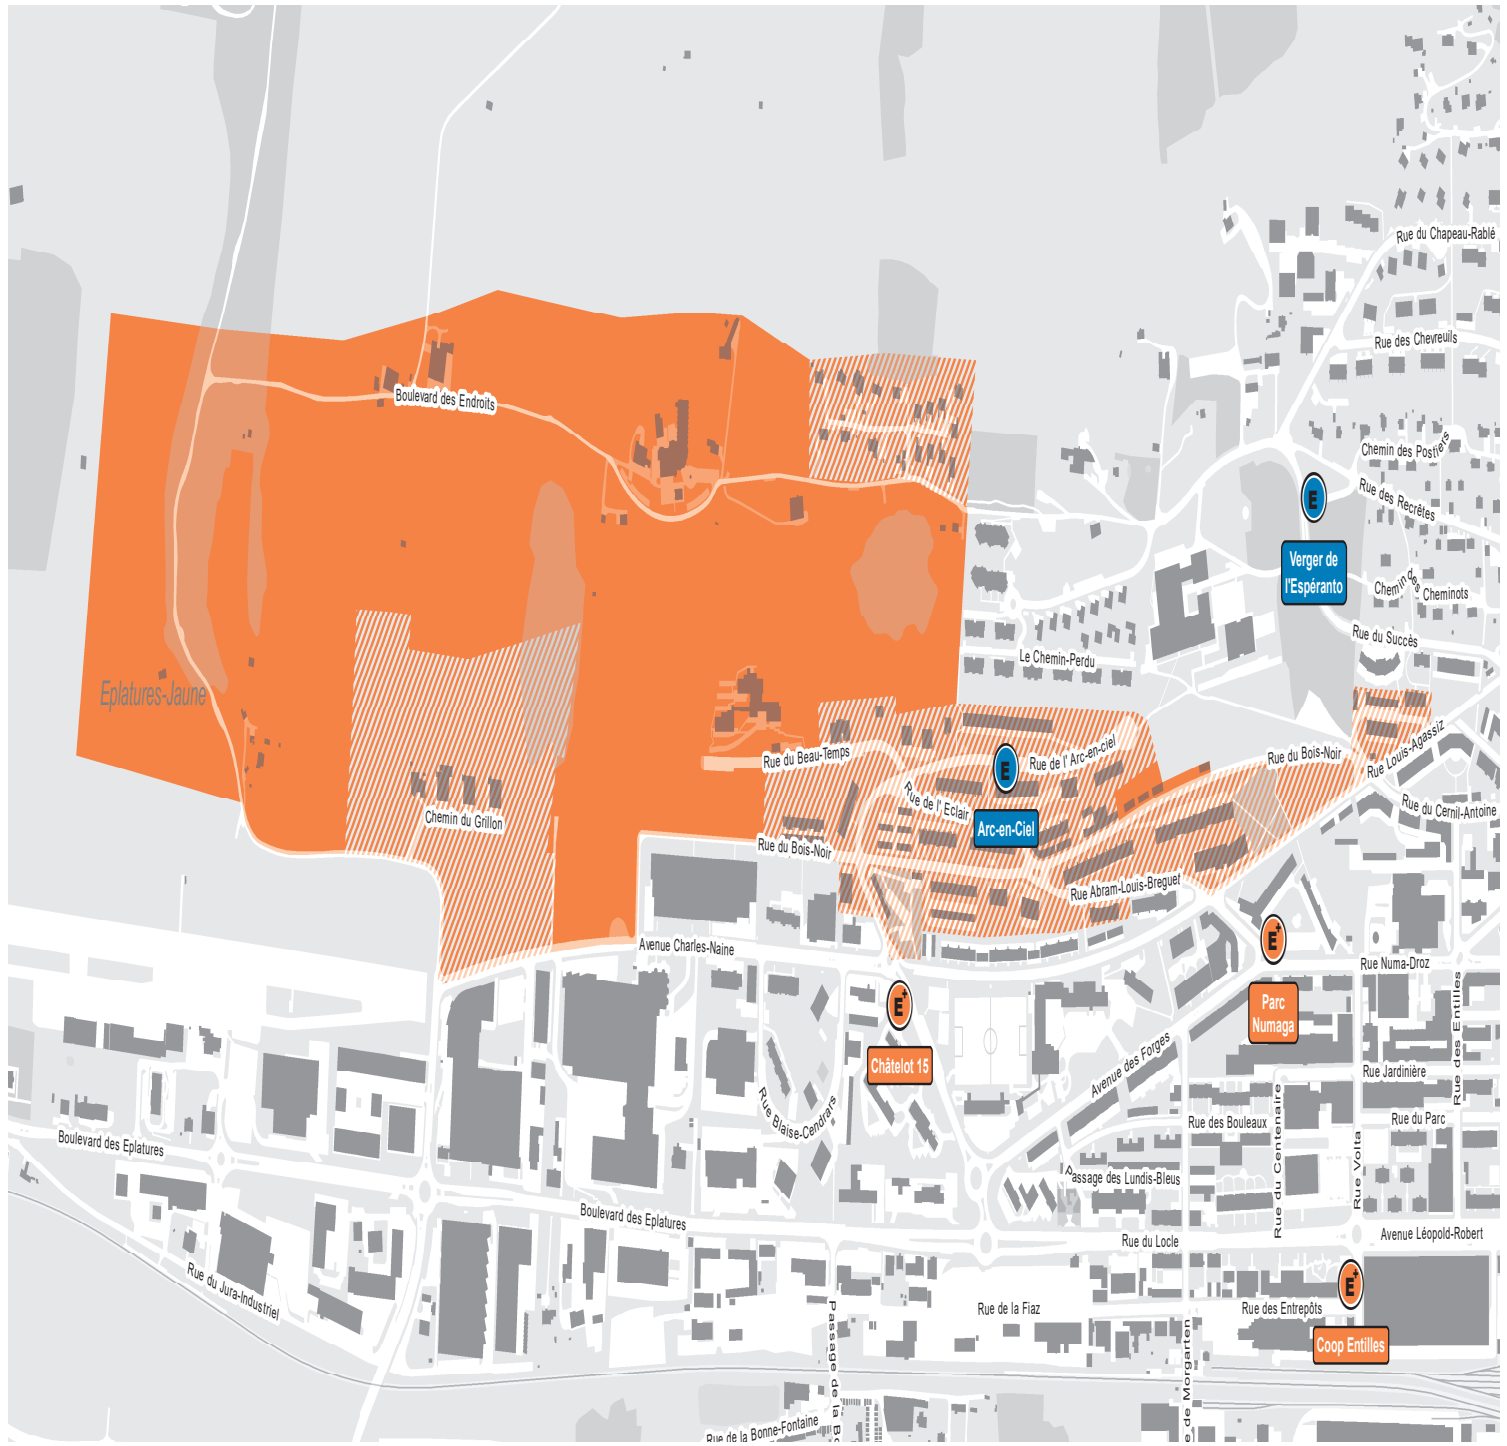 Rue du Chapeau-Rablé
Rue des Chevreuils
Boulevard des Endroits
Chemin des Postiers
Rue des Recrêtes
E
Verger de
l'Espéranto
Chemin des Cheminots
Rue du Succès
Le Chemin-Perdu
Eplatures-Jaune
Rue du Beau-Temps
Rue de l' Arc-en-ciel
E
Rue du Bois-Noir
Rue Louis-Agassiz
Rue de l' Eclair
Rue du Cernil-Antoine
Chemin du Grillon
Arc-en-Ciel
Rue du Bois-Noir
Rue Abram-Louis-Breguet
Avenue Charles-Naine
E+
Rue Numa-Droz
Parc
Numaga
E+
Rue des Entilles
Châtelot 15
Avenue des Forges
Rue Jardinière
Rue Blaise-Cendrars
Rue des Bouleaux
Rue du Parc
Boulevard des Eplatures
Rue du Centenaire
Rue Volta
Passage des Lundis-Bleus
Boulevard des Eplatures
Rue du Locle
Avenue Léopold-Robert
Rue du Jura-Industriel
E+
Rue de la Fiaz
Rue des Entrepôts
Coop Entilles
Passage de la Bo
e de Morgarten
Rue de la Bonne-Fontaine